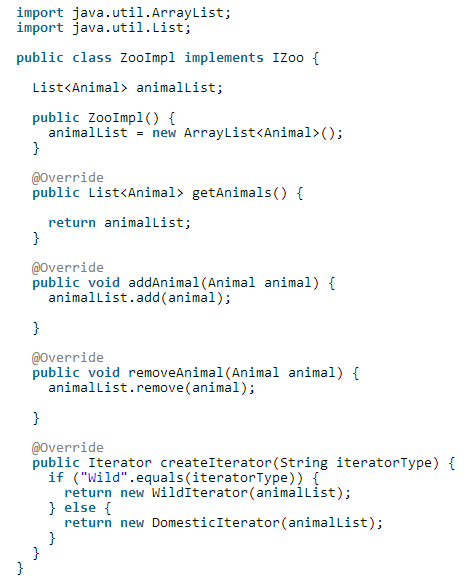 import java.util.ArrayList;
import java.util.List;
public class ZooImpl implements IZoo {
List<Animal> animalList;
public ZooImpl() {
animalList = new ArrayList<Animal>();
}
@Override
public List<Animal> getAnimals() {
return animalList;
}
@Override
public void addAnimal(Animal animal) {
animalList.add(animal);
}
@Override
public void removeAnimal(Animal animal) {
animalList.remove(animal);
}
@Override
public Iterator createIterator(String iteratorType) {
if ("Wild".equals(iteratorType)) {
return new WildIterator(animalList);
} else {
return new DomesticIterator(animalList);
}
}
}